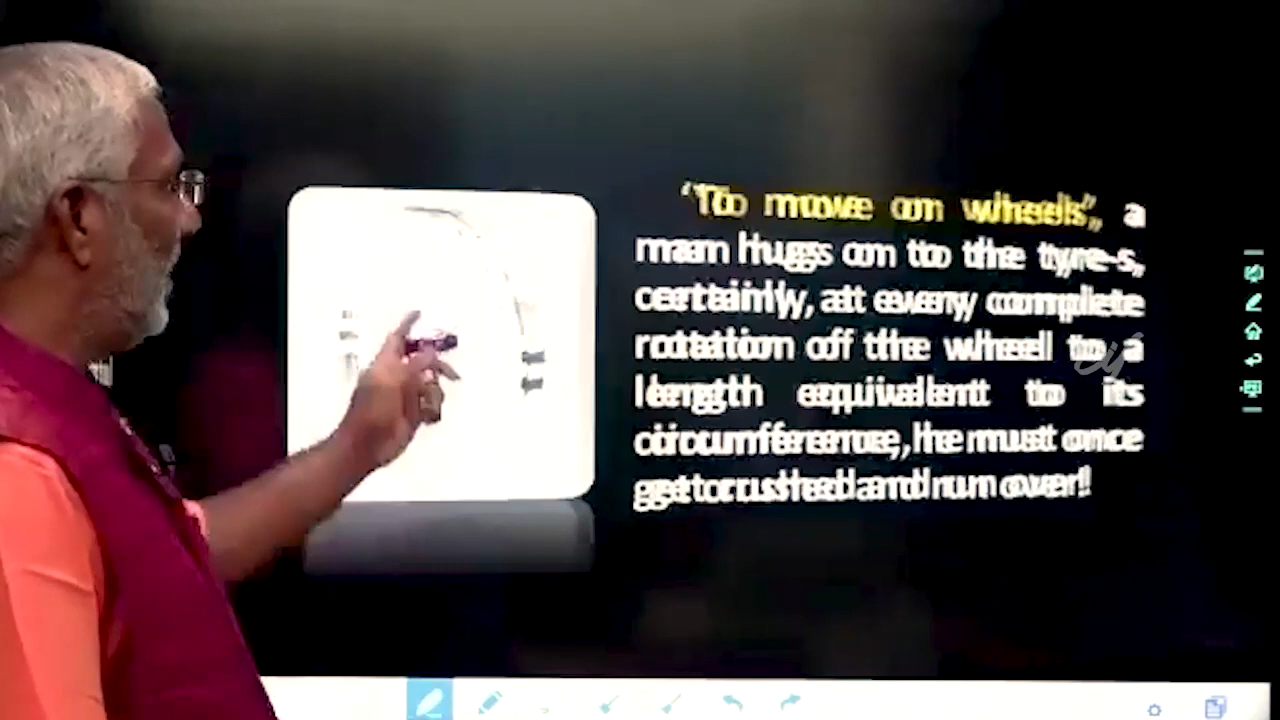 “To move on wheels”, a
man hugs on to the tyre-s,
certainly, at every complete
rotation of the wheel to a
length equivalent to its
circumference, he must once
get crushed and run over!